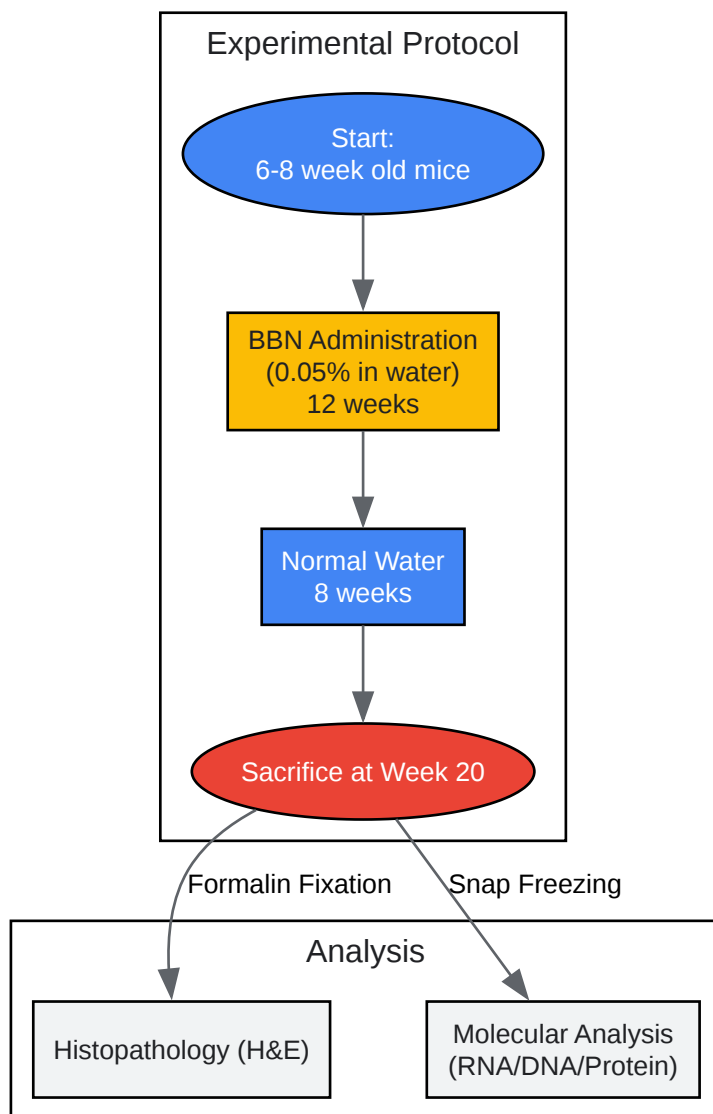 Experimental Protocol
Start:
6-8 week old mice
BBN Administration
(0.05% in water)
12 weeks
Normal Water
8 weeks
Sacrifice at Week 20
Formalin Fixation
Snap Freezing
Analysis
Histopathology (H&E)
Molecular Analysis
(RNA/DNA/Protein)